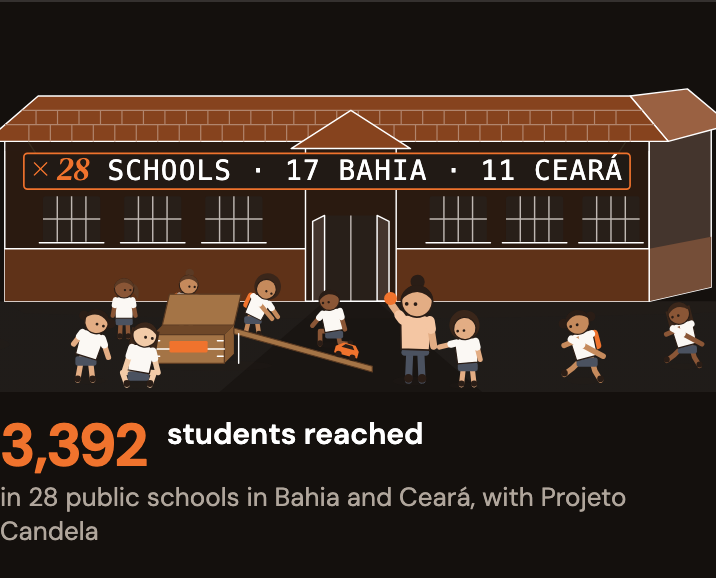 × 28 SCHOOLS · 17 BAHIA · 11 CEARÁ
3,392 students reached
in 28 public schools in Bahia and Ceará, with Projeto
Candela